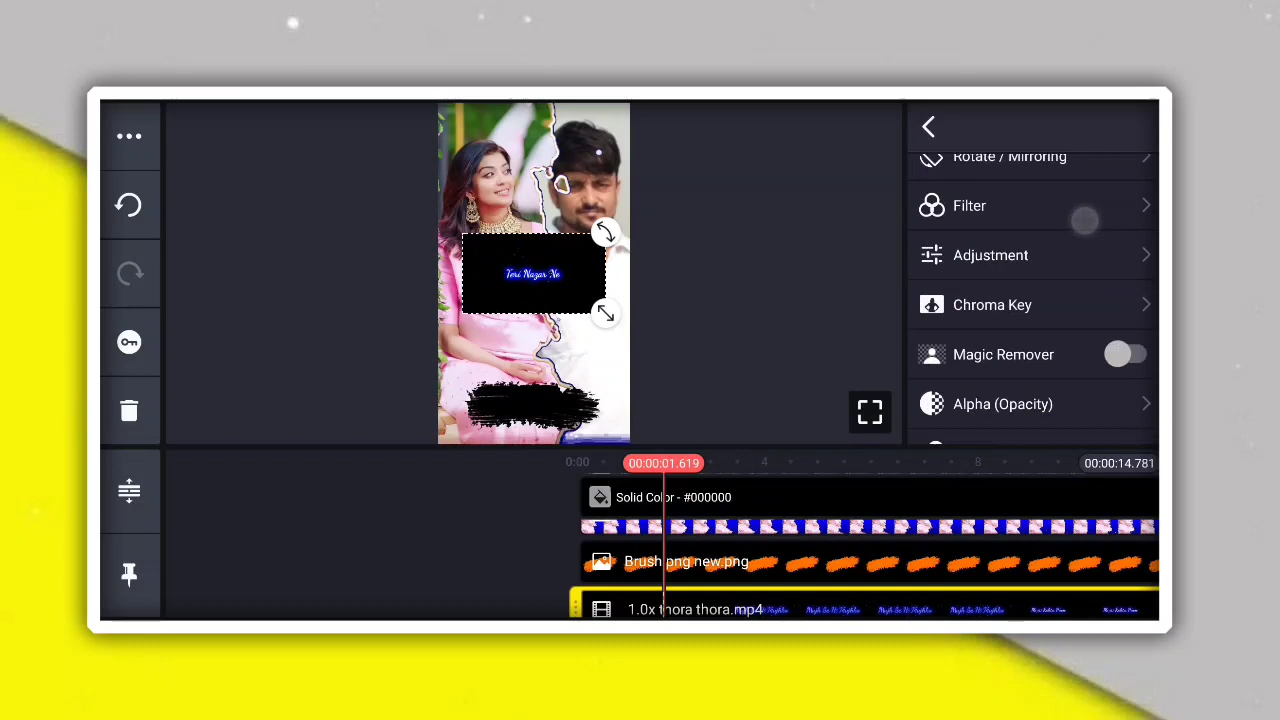 Rotate / Mirroring
Filter
Adjustment
Chroma Key
Magic Remover
Alpha (Opacity)
Teri Nazar Ne
0:00
00:00:01.619
4
8
00:00:14.781
Solid Color - #000000
Brush png new.png
1.0x thora thora.mp4